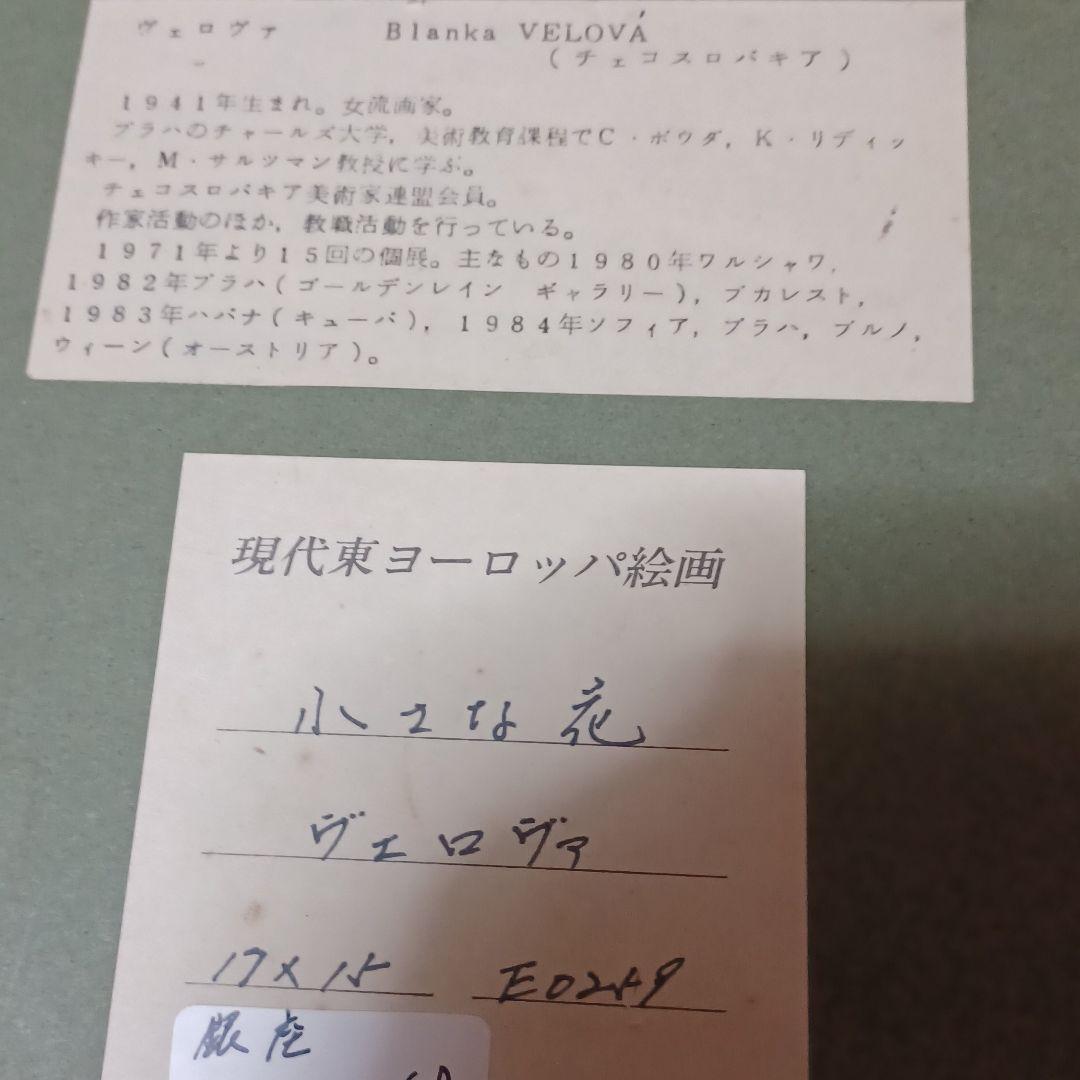 ヴェロヴァ Blanka VELOVÁ
(チェコスロバキア)
1941年生まれ。女流画家。
プラハのチャールズ大学，美術教育課程でC・ボウダ，K・リディッ
キー，M・サルツマン教授に学ぶ。
チェコスロバキア美術家連盟会員。
作家活動のほか，教職活動を行っている。
1971年より15回の個展。主なもの1980年ワルシャワ，
1982年プラハ(ゴールデンレイン ギャラリー)，ブカレスト，
1983年ハバナ(キューバ)，1984年ソフィア，プラハ，ブルノ，
ウィーン(オーストリア)。
現代東ヨーロッパ絵画
小さな花
ヴェロヴァ
17×15 E0259
銀座